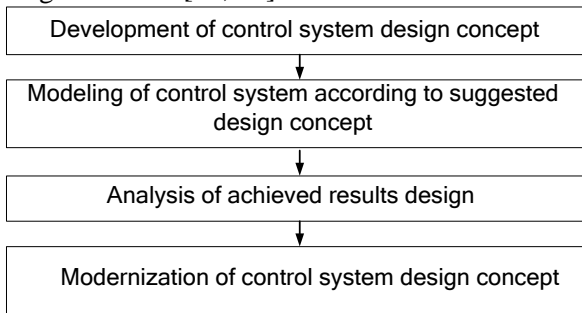 Development of control system design concept
Modeling of control system according to suggested
design concept
Analysis of achieved results design
Modernization of control system design concept